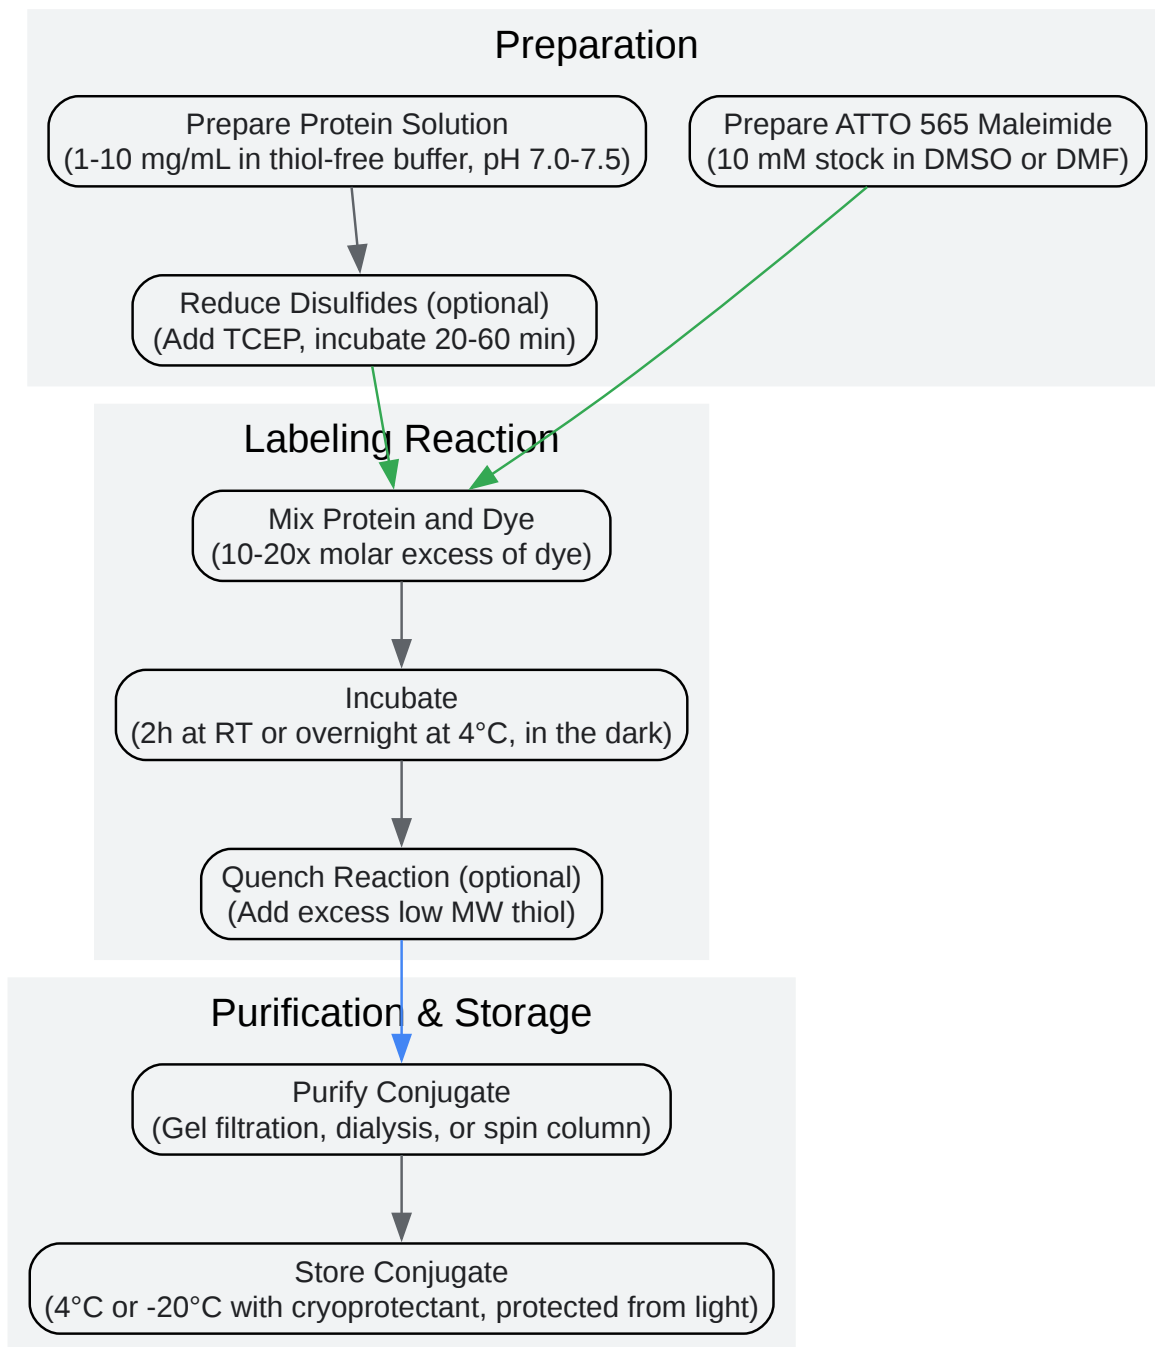 Preparation
Prepare Protein Solution
(1-10 mg/mL in thiol-free buffer, pH 7.0-7.5)
Prepare ATTO 565 Maleimide
(10 mM stock in DMSO or DMF)
Reduce Disulfides (optional)
(Add TCEP, incubate 20-60 min)
Labeling Reaction
Mix Protein and Dye
(10-20x molar excess of dye)
Incubate
(2h at RT or overnight at 4°C, in the dark)
Quench Reaction (optional)
(Add excess low MW thiol)
Purification & Storage
Purify Conjugate
(Gel filtration, dialysis, or spin column)
Store Conjugate
(4°C or -20°C with cryoprotectant, protected from light)